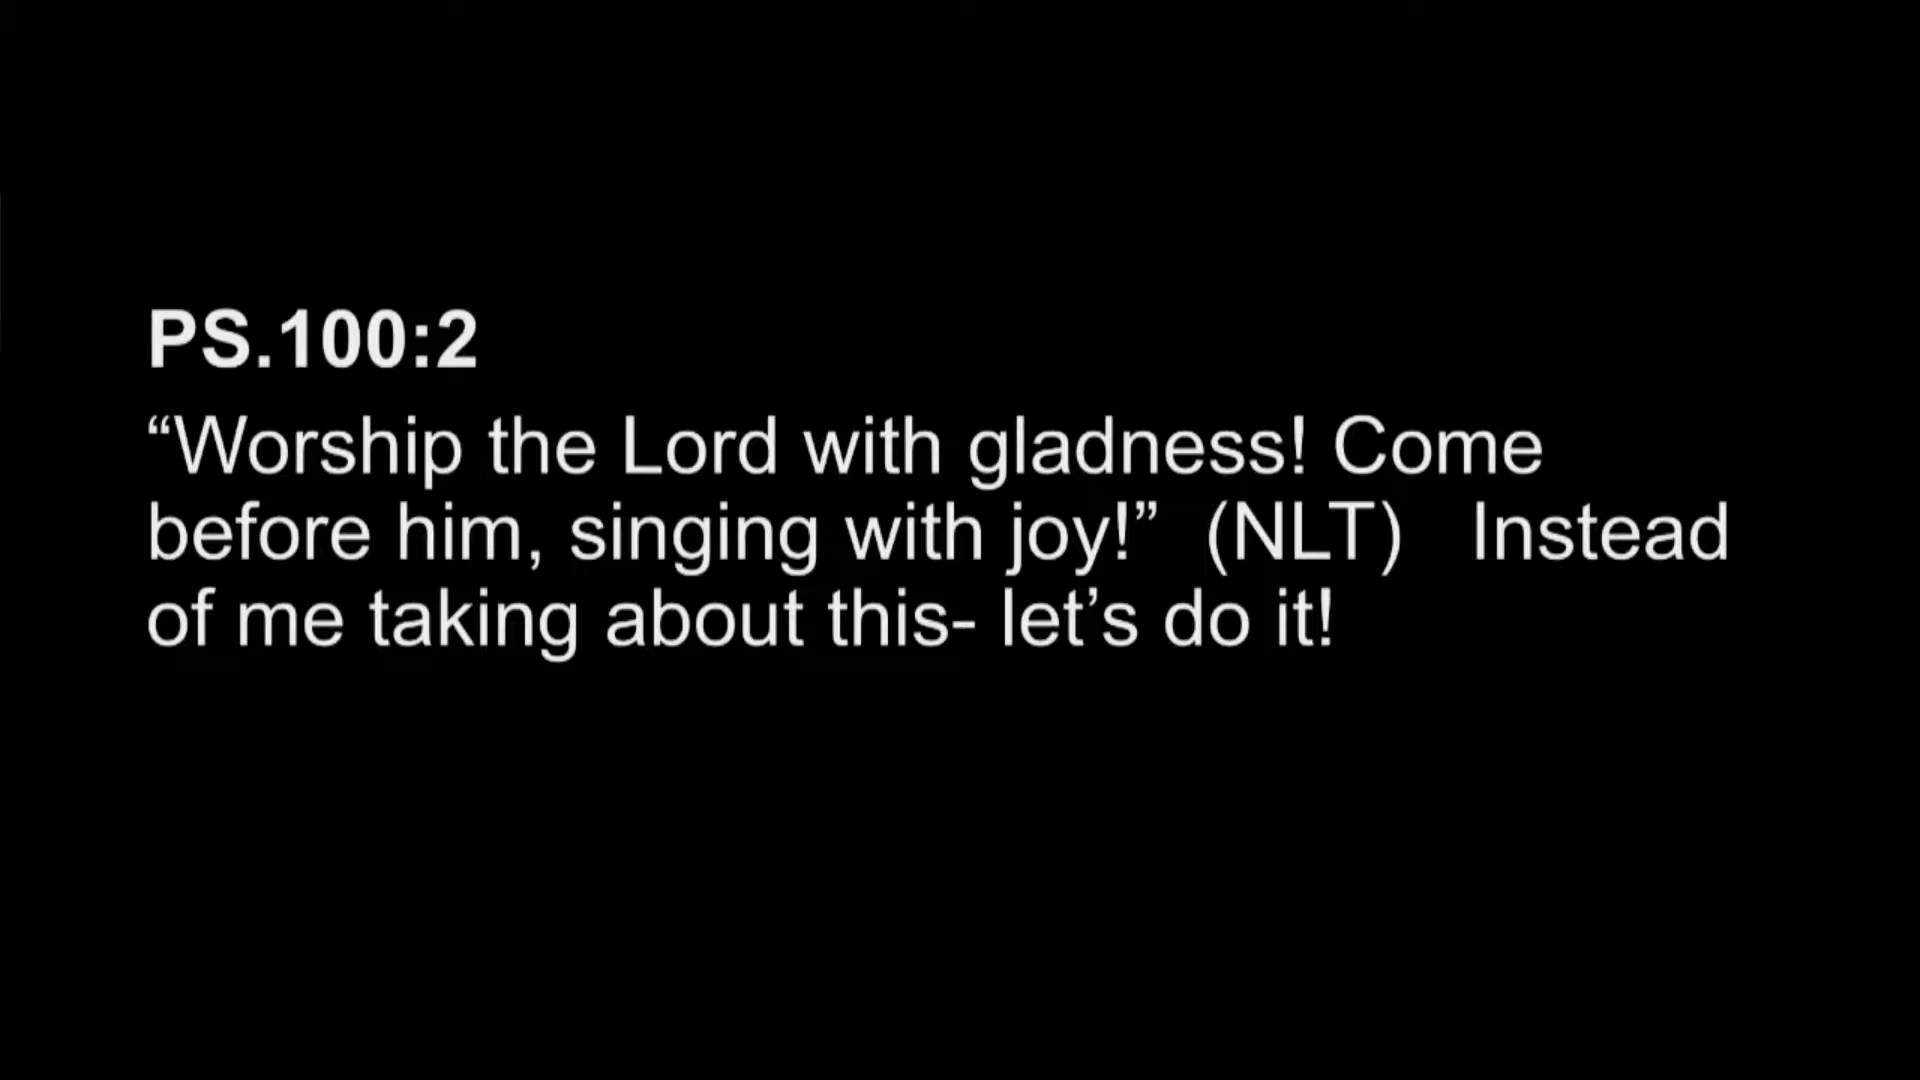 PS.100:2
“Worship the Lord with gladness! Come
before him, singing with joy!”  (NLT)   Instead
of me taking about this- let’s do it!